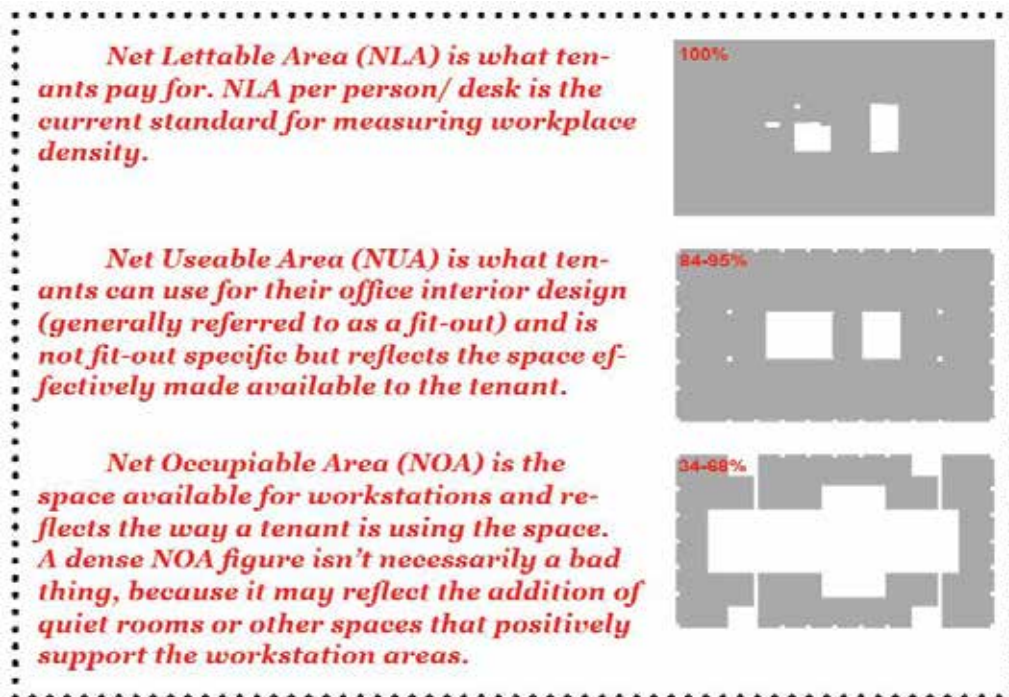 Net Lettable Area (NLA) is what ten-
ants pay for. NLA per person/ desk is the
current standard for measuring workplace
density.
100%
Net Useable Area (NUA) is what ten-
ants can use for their office interior design
(generally referred to as a fit-out) and is
not fit-out specific but reflects the space ef-
fectively made available to the tenant.
84-95%
Net Occupiable Area (NOA) is the
space available for workstations and re-
flects the way a tenant is using the space.
A dense NOA figure isn't necessarily a bad
thing, because it may reflect the addition of
quiet rooms or other spaces that positively
support the workstation areas.
34-68%